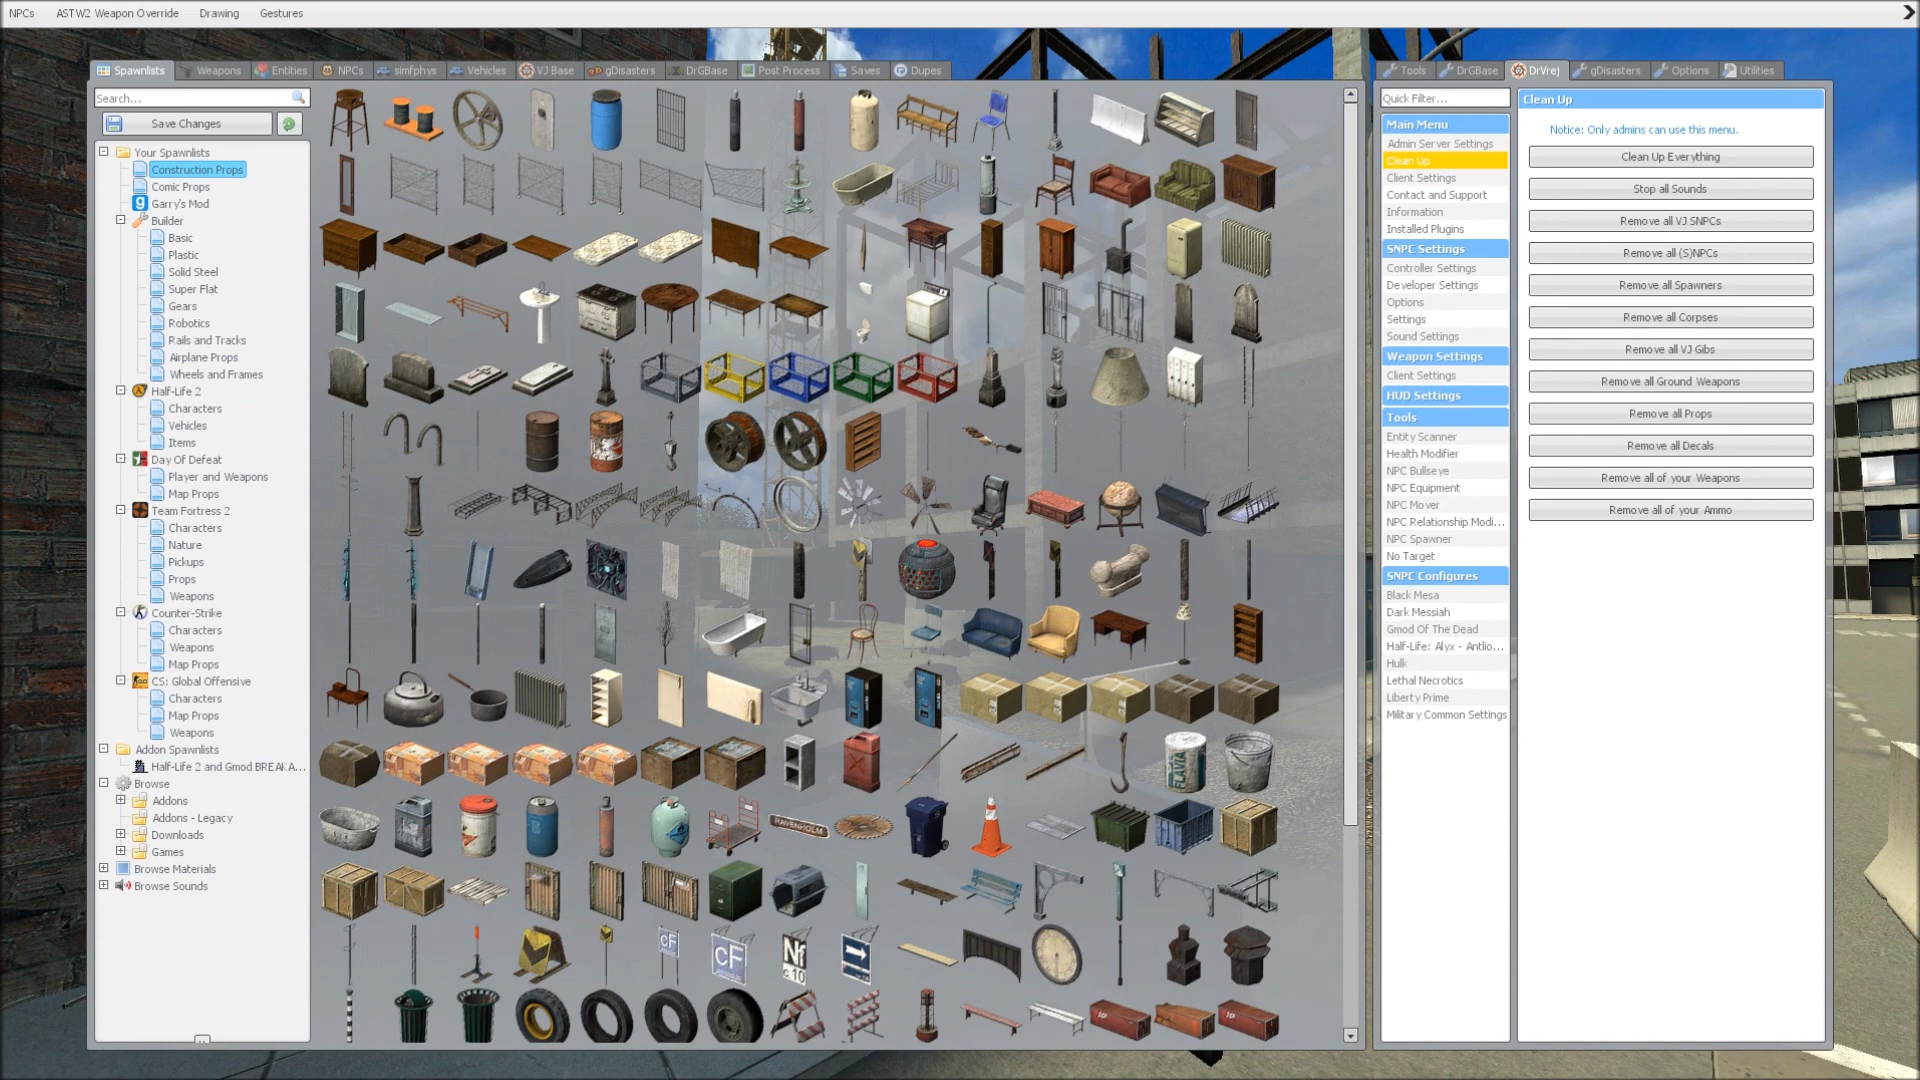 NPCs
ASTW2 Weapon Override
Drawing
Gestures
Spawnlists
Weapons
Entities
NPCs
simfphys
Vehicles
VJ Base
gDisasters
DrGBase
Post Process
Saves
Dupes
Search...
Save Changes
Your Spawnlists
Construction Props
Comic Props
Garry's Mod
Builder
Basic
Plastic
Solid Steel
Super Flat
Gears
Robotics
Rails and Tracks
Airplane Props
Wheels and Frames
Half-Life 2
Characters
Vehicles
Items
Day Of Defeat
Player and Weapons
Map Props
Team Fortress 2
Characters
Nature
Pickups
Props
Weapons
Counter-Strike
Characters
Weapons
Map Props
CS: Global Offensive
Characters
Map Props
Weapons
Addon Spawnlists
Half-Life 2 and Gmod BREAKA...
Browse
Addons
Addons - Legacy
Downloads
Games
Browse Materials
Browse Sounds
FLAVIA
RAVENHOLM
cF
cF
Nf
c.10
Tools
DrGBase
DrVrej
gDisasters
Options
Utilities
Quick Filter...
Main Menu
Admin Server Settings
Clean Up
Client Settings
Contact and Support
Information
Installed Plugins
SNPC Settings
Controller Settings
Developer Settings
Options
Settings
Sound Settings
Weapon Settings
Client Settings
HUD Settings
Tools
Entity Scanner
Health Modifier
NPC Bullseye
NPC Equipment
NPC Mover
NPC Relationship Modi...
NPC Spawner
No Target
SNPC Configures
Black Mesa
Dark Messiah
Gmod Of The Dead
Half-Life: Alyx - Antlio...
Hulk
Lethal Necrotics
Liberty Prime
Military Common Settings
Clean Up
Notice: Only admins can use this menu.
Clean Up Everything
Stop all Sounds
Remove all VJ SNPCs
Remove all (S)NPCs
Remove all Spawners
Remove all Corpses
Remove all VJ Gibs
Remove all Ground Weapons
Remove all Props
Remove all Decals
Remove all of your Weapons
Remove all of your Ammo